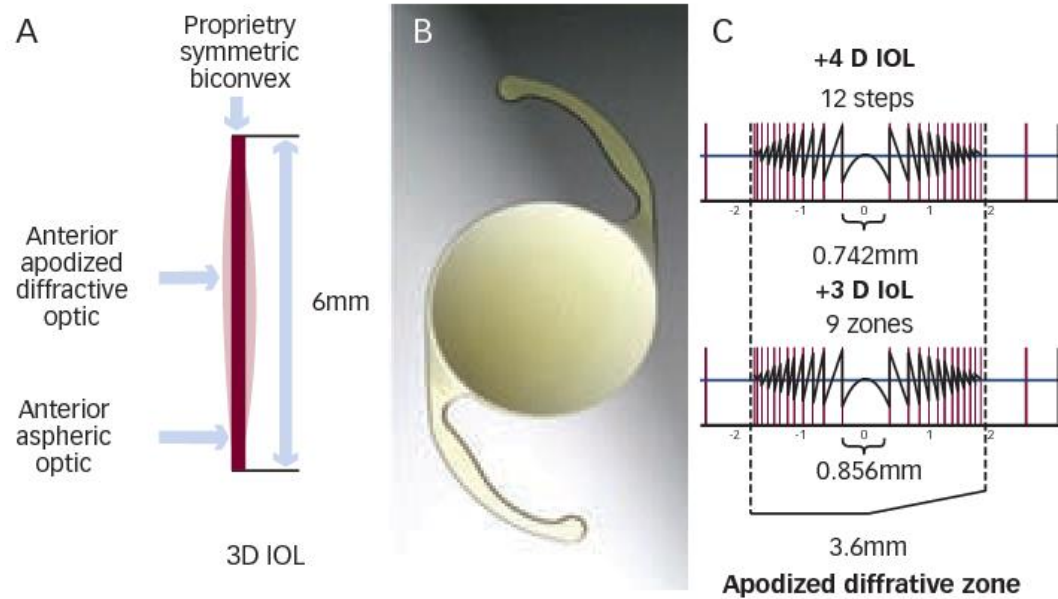 A
Proprietry
symmetric
biconvex
Anterior
apodized
diffractive
optic
6mm
Anterior
aspheric
optic
3D IOL
B
C
+4 D IOL
12 steps
-2 -1 0 1 2
0.742mm
+3 D IoL
9 zones
-2 -1 0 1 2
0.856mm
3.6mm
Apodized diffrative zone